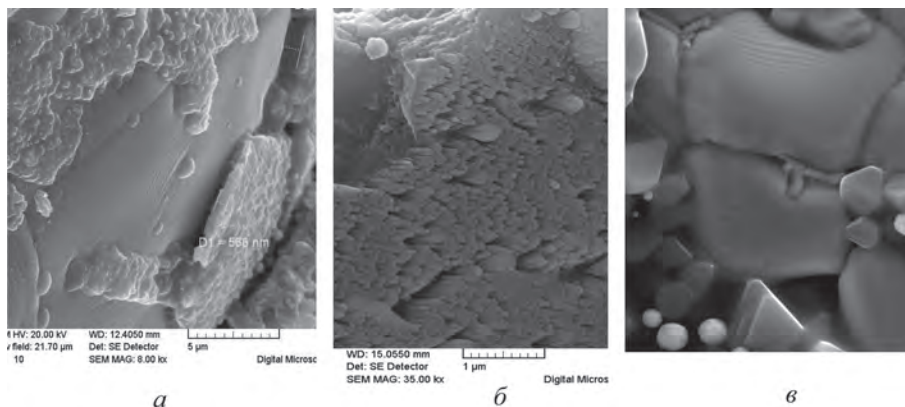 D1 = 568 nm
M HV: 20.00 kV WD: 12.4050 mm
v field: 21.70 µm Det: SE Detector 5 µm
10 SEM MAG: 8.00 kx Digital Microsc
а
WD: 15.0550 mm
Det: SE Detector 1 µm
SEM MAG: 35.00 kx Digital Micros
б
в